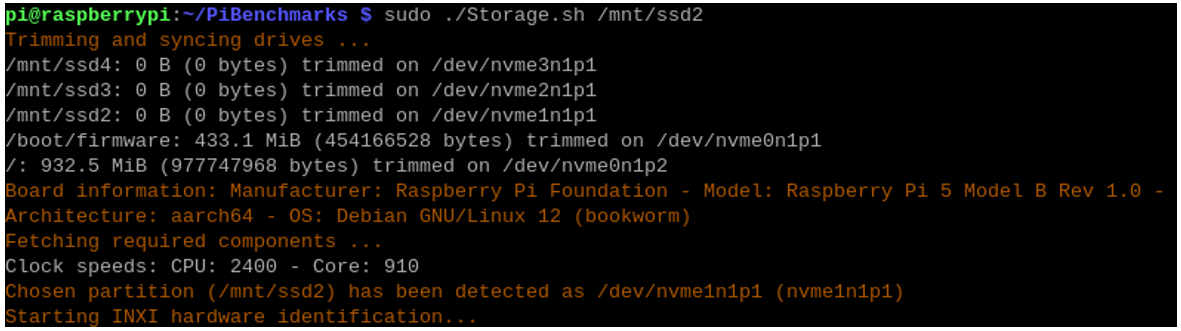 pi@raspberrypi:~/PiBenchmarks $ sudo ./Storage.sh /mnt/ssd2
Trimming and syncing drives ...
/mnt/ssd4: 0 B (0 bytes) trimmed on /dev/nvme3n1p1
/mnt/ssd3: 0 B (0 bytes) trimmed on /dev/nvme2n1p1
/mnt/ssd2: 0 B (0 bytes) trimmed on /dev/nvme1n1p1
/boot/firmware: 433.1 MiB (454166528 bytes) trimmed on /dev/nvme0n1p1
/: 932.5 MiB (977747968 bytes) trimmed on /dev/nvme0n1p2
Board information: Manufacturer: Raspberry Pi Foundation - Model: Raspberry Pi 5 Model B Rev 1.0 -
Architecture: aarch64 - OS: Debian GNU/Linux 12 (bookworm)
Fetching required components ...
Clock speeds: CPU: 2400 - Core: 910
Chosen partition (/mnt/ssd2) has been detected as /dev/nvme1n1p1 (nvme1n1p1)
Starting INXI hardware identification...